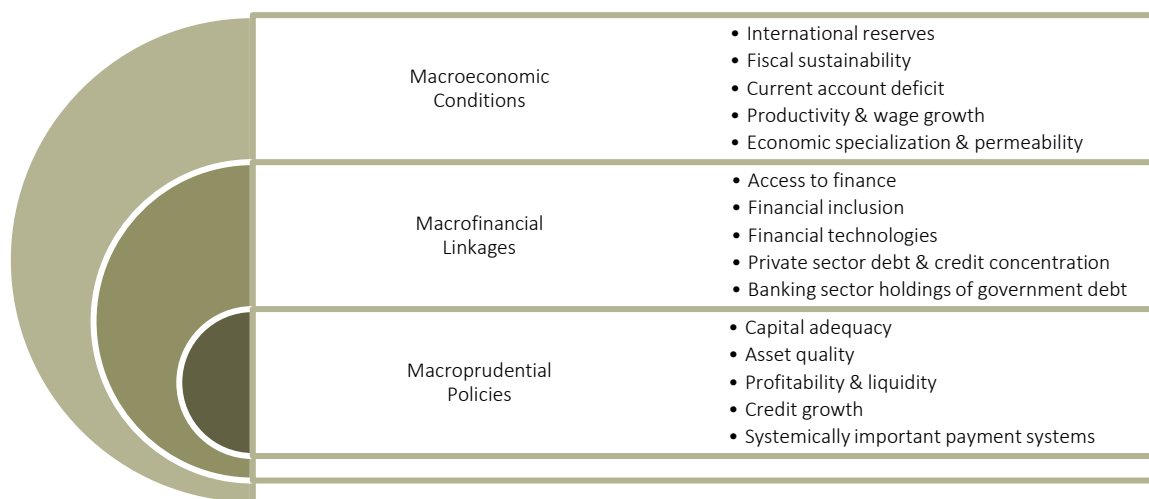 Macroeconomic
Conditions
• International reserves
• Fiscal sustainability
• Current account deficit
• Productivity & wage growth
• Economic specialization & permeability
Macrofinancial
Linkages
• Access to finance
• Financial inclusion
• Financial technologies
• Private sector debt & credit concentration
• Banking sector holdings of government debt
Macroprudential
Policies
• Capital adequacy
• Asset quality
• Profitability & liquidity
• Credit growth
• Systemically important payment systems